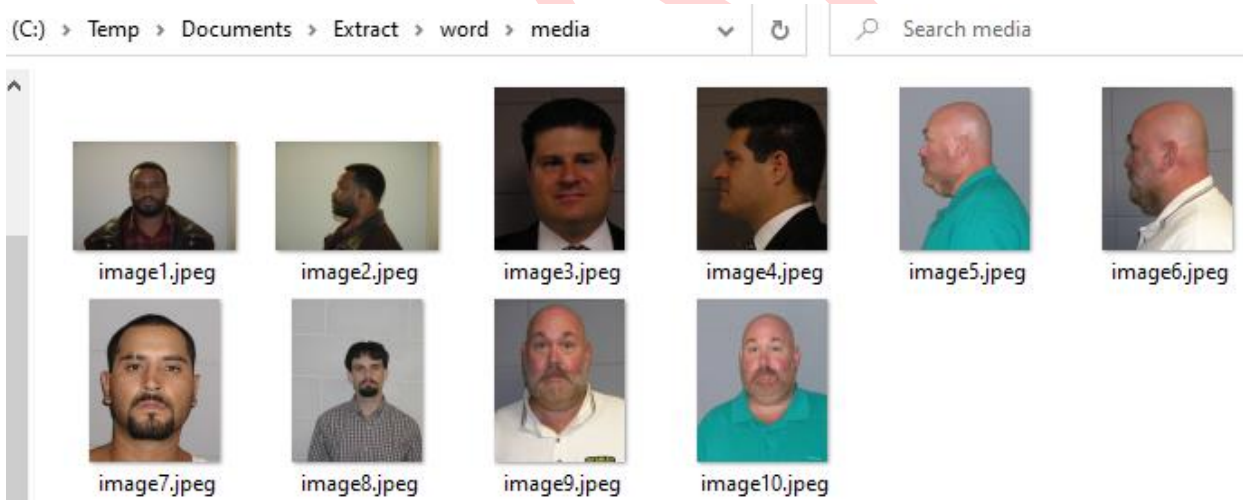 (C:) > Temp > Documents > Extract > word > media Search media
image1.jpeg image2.jpeg image3.jpeg image4.jpeg image5.jpeg image6.jpeg
image7.jpeg image8.jpeg image9.jpeg image10.jpeg